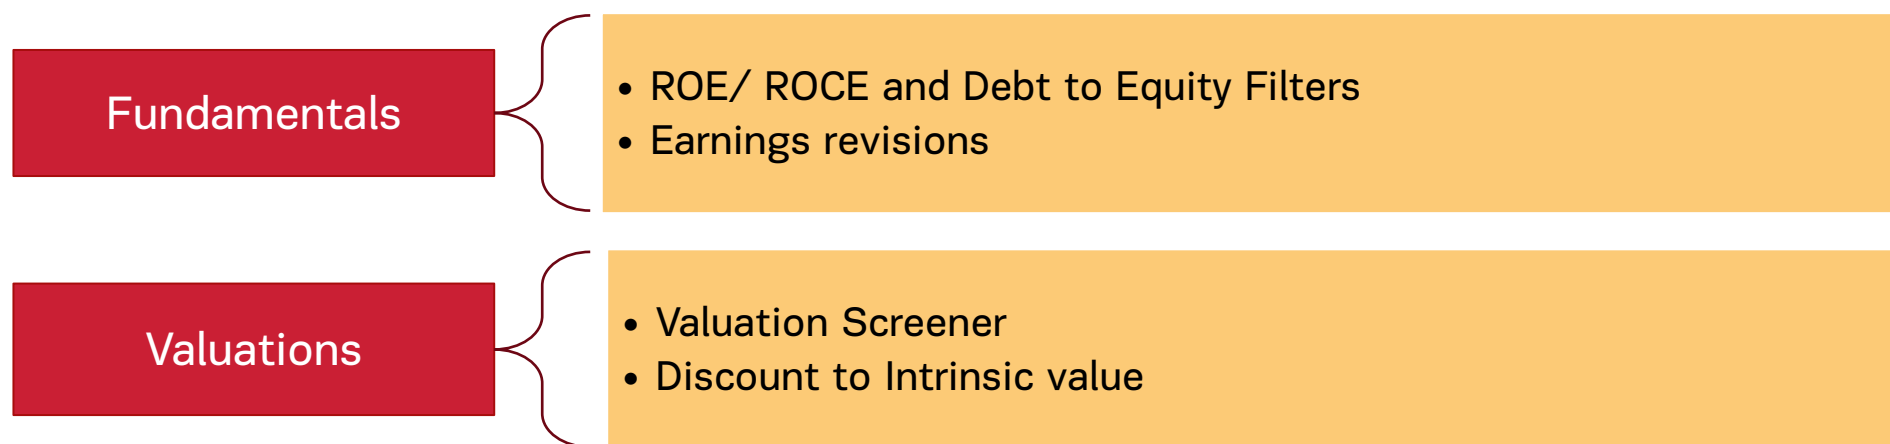 Fundamentals
• ROE/ ROCE and Debt to Equity Filters
• Earnings revisions
Valuations
• Valuation Screener
• Discount to Intrinsic value